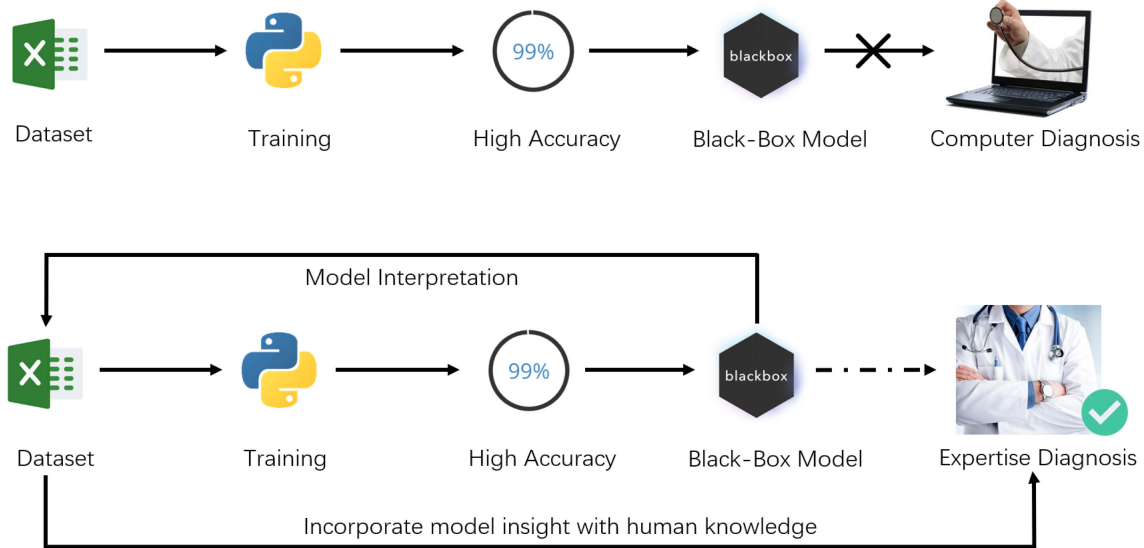 X
99%
blackbox
Dataset
Training
High Accuracy
Black-Box Model
Computer Diagnosis
Model Interpretation
X
99%
blackbox
Dataset
Training
High Accuracy
Black-Box Model
Expertise Diagnosis
Incorporate model insight with human knowledge